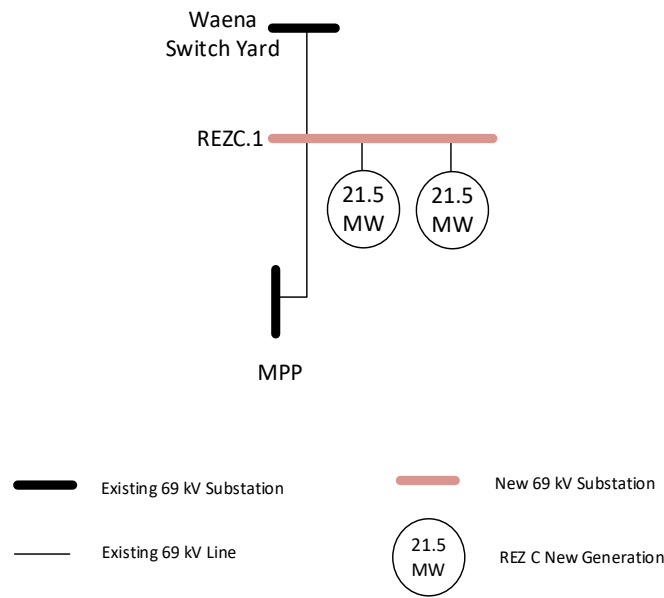 Waena
Switch Yard
REZC.1
21.5
MW
21.5
MW
MPP
Existing 69 kV Substation
New 69 kV Substation
Existing 69 kV Line
21.5
MW
REZ C New Generation